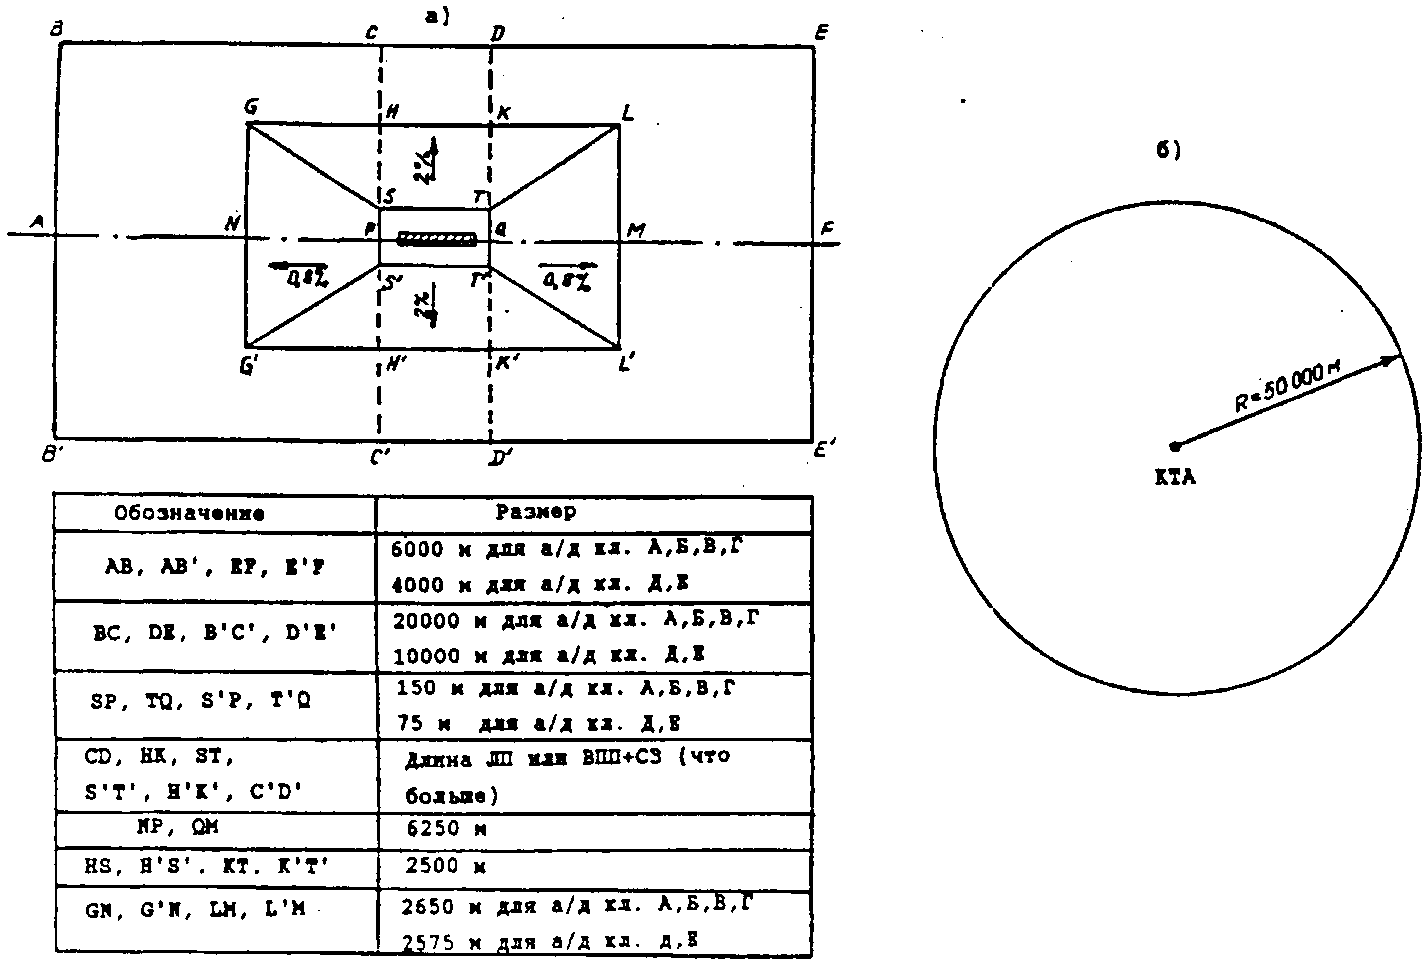 а)
B C D E
G H K L
2%
S T
A N P Q M F
0,8% S' T' 0,8%
2%
G' H' K' L'
B' C' D' E'
б)
R=50 000 м
КТА
Обозначение Размер
AB, AB', EF, E'F 6000 м для а/д кл. А,Б,В,Г
4000 м для а/д кл. Д,Е
BC, DE, B'C', D'E' 20000 м для а/д кл. А,Б,В,Г
10000 м для а/д кл. Д,Е
SP, TQ, S'P, T'Q 150 м для а/д кл. А,Б,В,Г
75 м для а/д кл. Д,Е
CD, HK, ST, Длина ЛП или ВПП+СЗ (что
S'T', H'K', C'D' больше)
NP, QM 6250 м
HS, H'S'. KT. K'T' 2500 м
GN, G'N, LM, L'M 2650 м для а/д кл. А,Б,В,Г
2575 м для а/д кл. д,Е